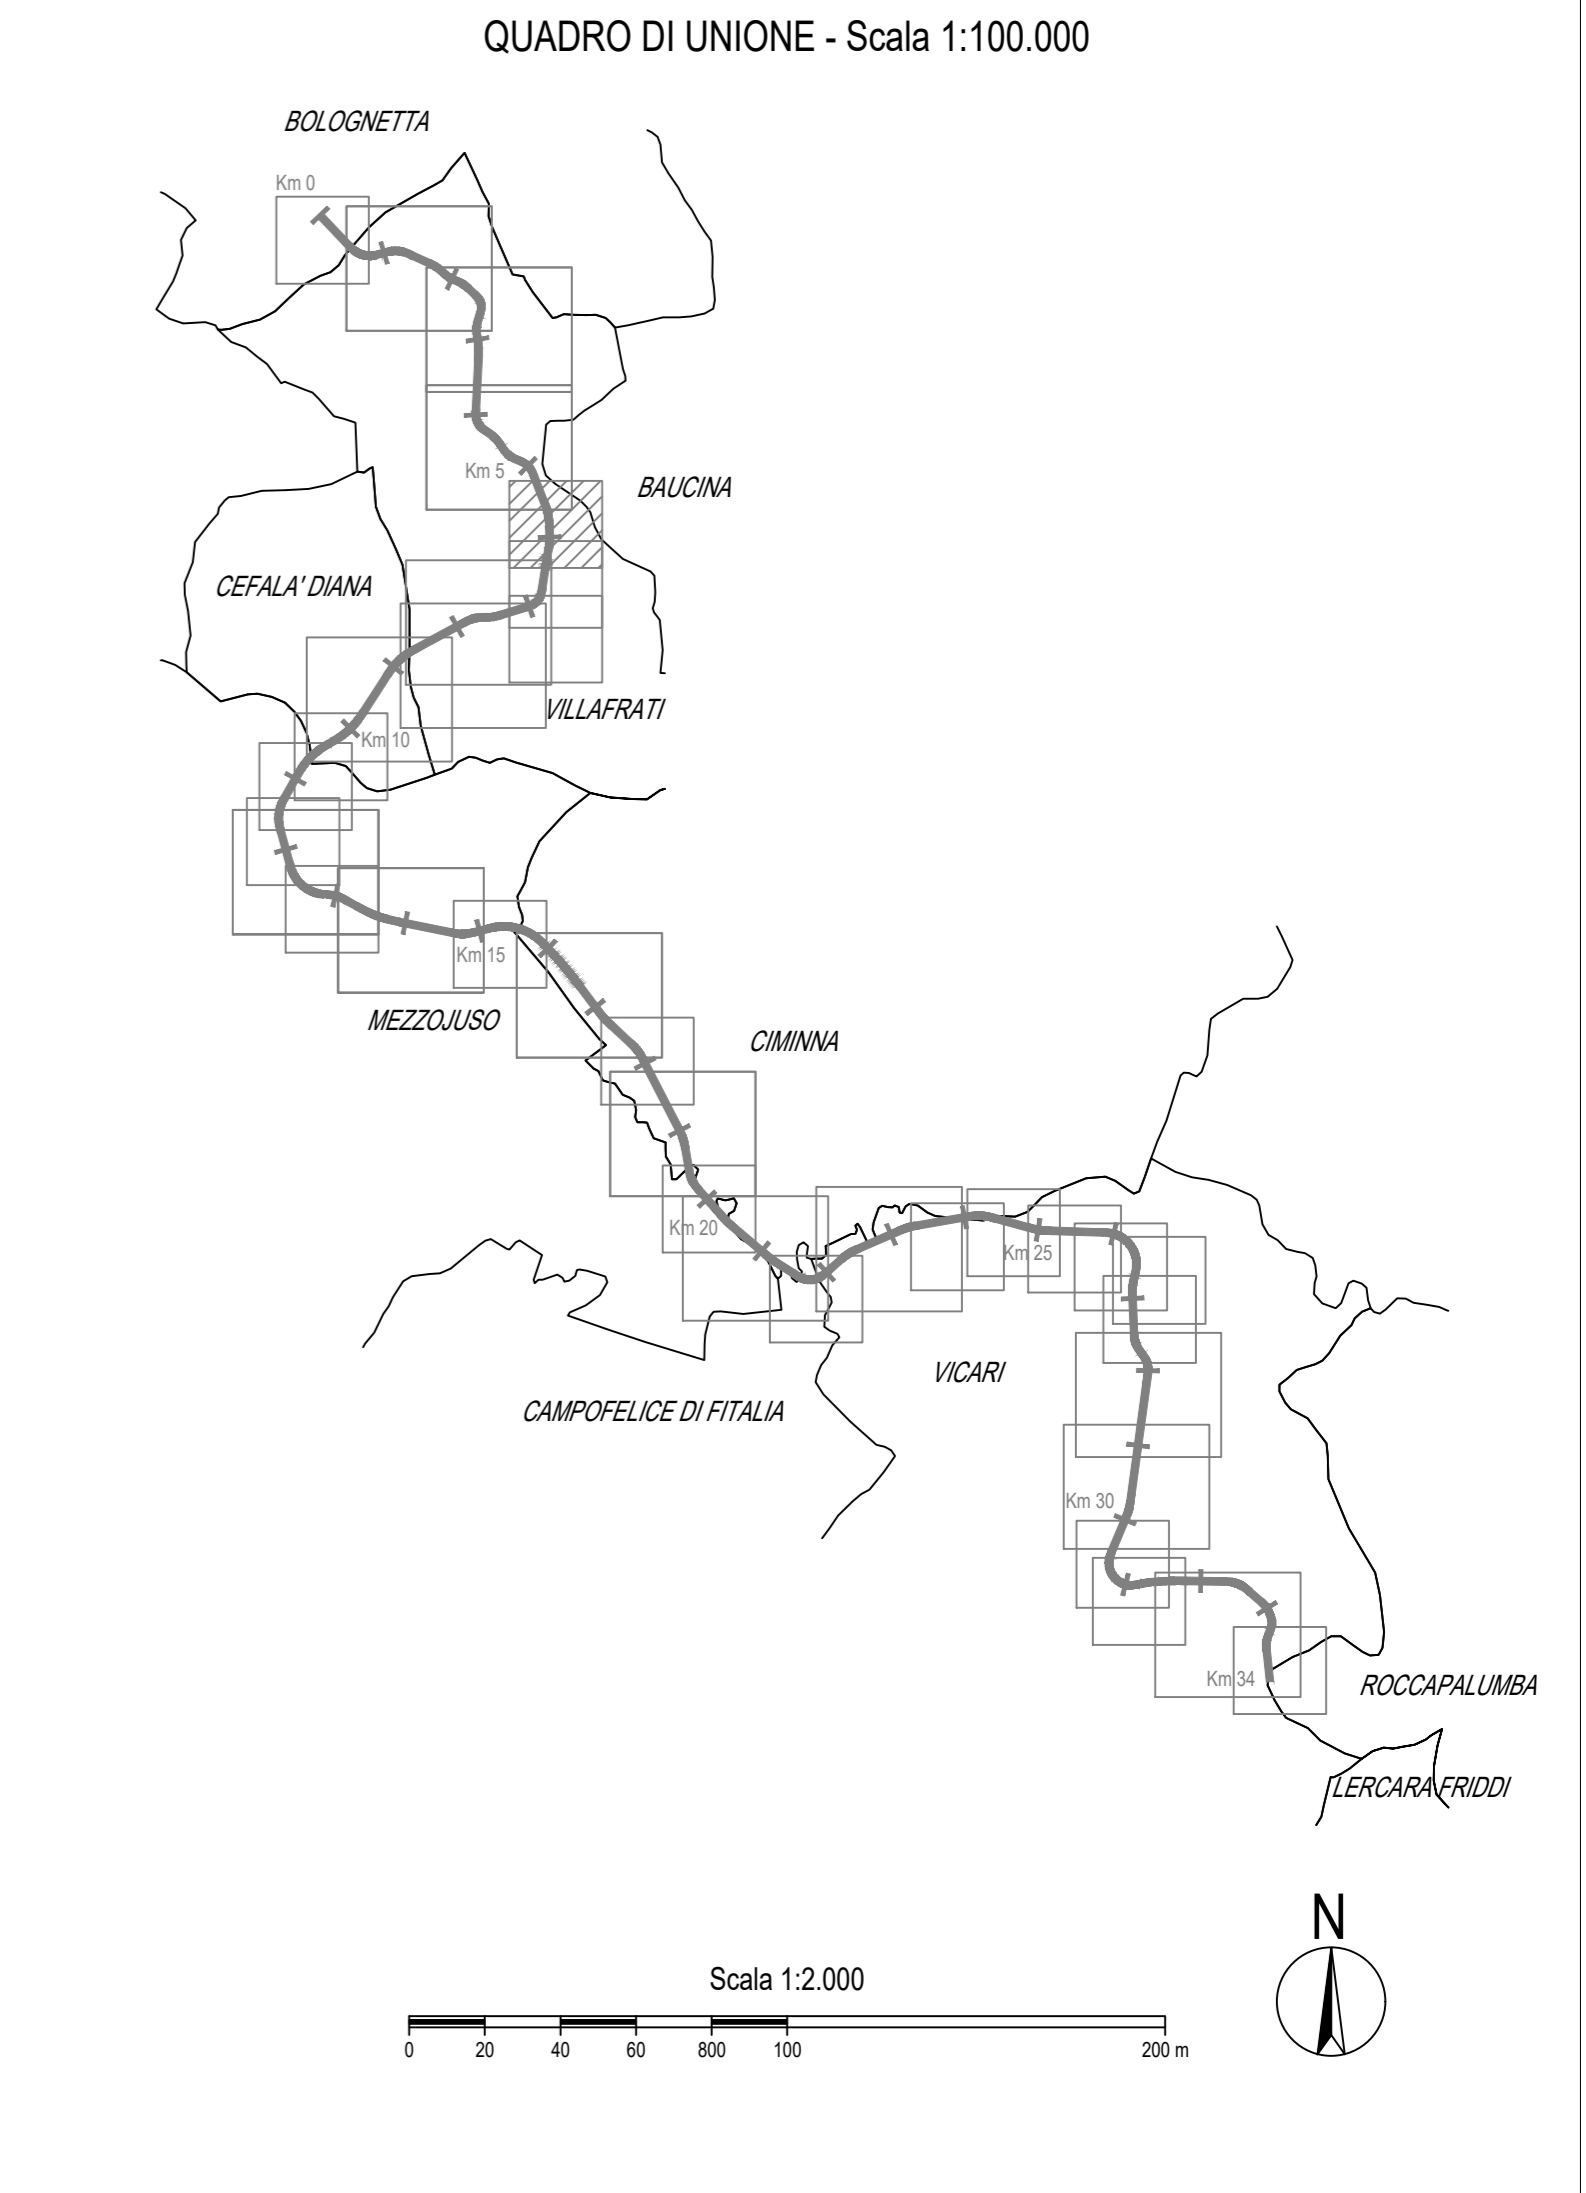 QUADRO DI UNIONE - Scala 1:100.000
BOLOGNETTA
Km 0
Km 5
BAUCINA
CEFALA' DIANA
VILLAFRATI
Km 10
Km 15
MEZZOJUSO
CIMINNA
Km 20
Km 25
VICARI
CAMPOFELICE DI FITALIA
Km 30
Km 34
ROCCAPALUMBA
LERCARA FRIDDI
N
Scala 1:2.000
0 20 40 60 800 100 200 m